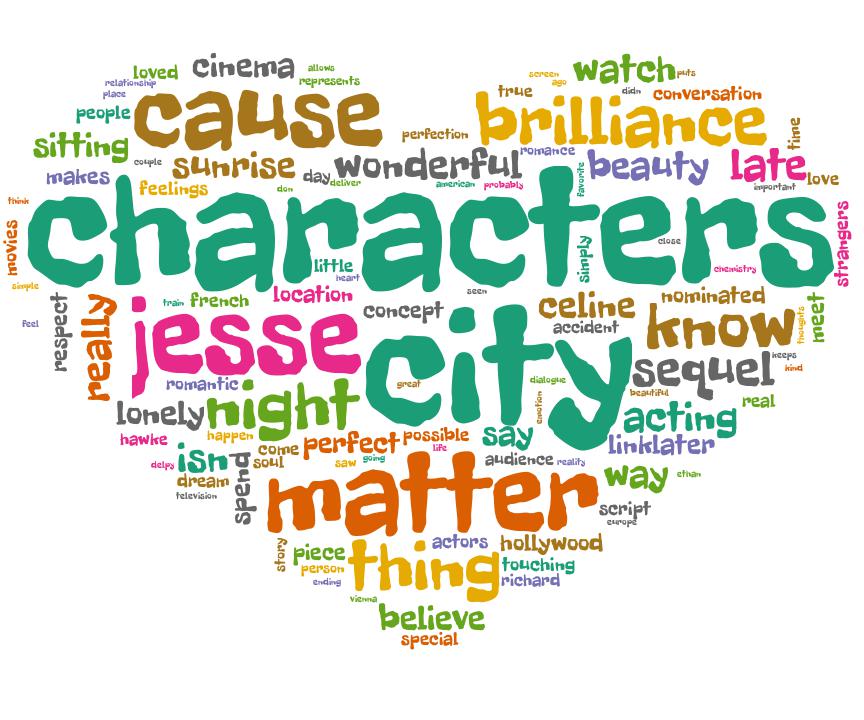 loved cinema allows
relationship represents
place
people cause
sitting
couple sunrise day wonderful
makes feelings don deliver
perfection
watch puts
screen ago didn
true conversation
brilliance time
romance beauty late
american probably favorite important love
think characters strangers
movies simple
little heart simply close chemistry
feel respect really train french location concept seen
celine nominated meet
accident know thoughts
jesse city sequel keeps kind
romantic great dialogue beautiful
lonely night emotion acting real
hawke happen
perfect possible say linklater
isn come life
delpy soul saw going audience reality
dream spend matter way ethan
television script
europe
story piece thing actors hollywood
person touching
ending richard
vienna
believe
special